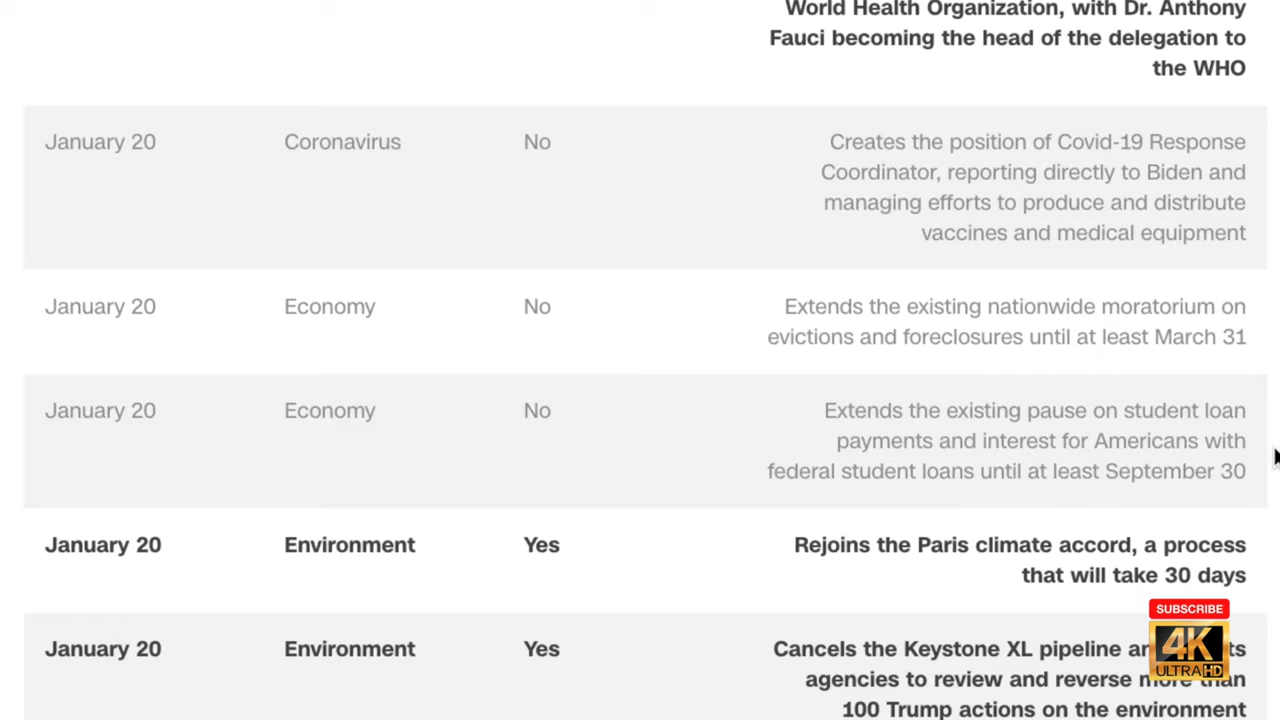 World Health Organization, with Dr. Anthony
Fauci becoming the head of the delegation to
the WHO
January 20 Coronavirus No Creates the position of Covid-19 Response
Coordinator, reporting directly to Biden and
managing efforts to produce and distribute
vaccines and medical equipment
January 20 Economy No Extends the existing nationwide moratorium on
evictions and foreclosures until at least March 31
January 20 Economy No Extends the existing pause on student loan
payments and interest for Americans with
federal student loans until at least September 30
January 20 Environment Yes Rejoins the Paris climate accord, a process
that will take 30 days
January 20 Environment Yes Cancels the Keystone XL pipeline
agencies to review and reverse more than
100 Trump actions on the environment
SUBSCRIBE
4K
ULTRA HD